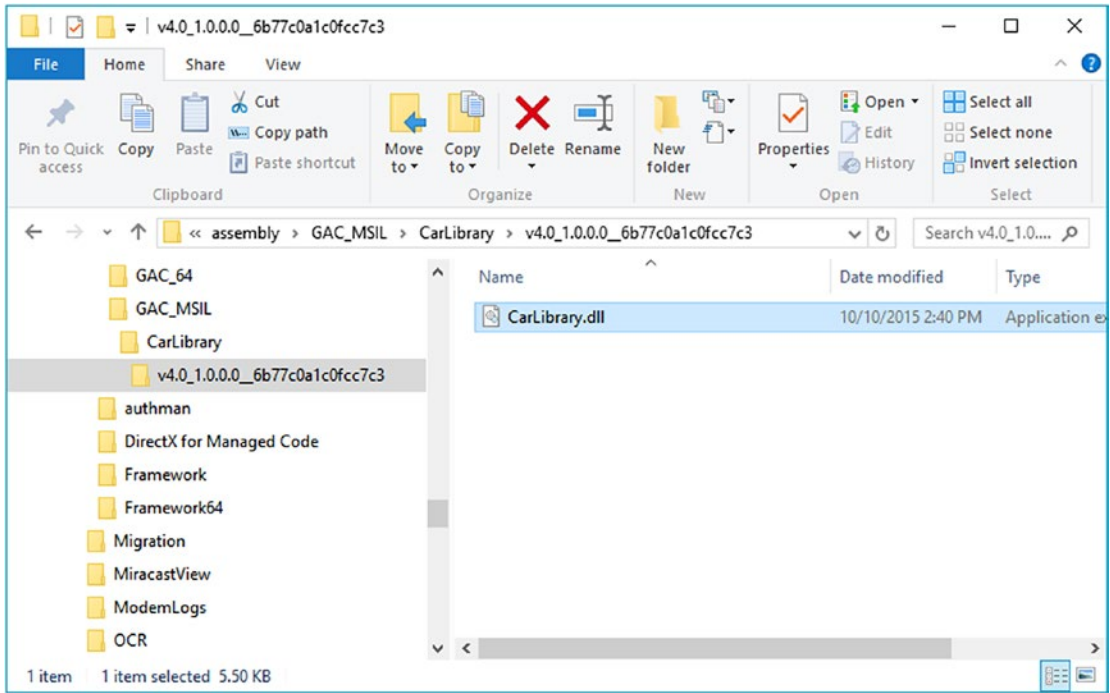 v4.0_1.0.0.0__6b77c0a1c0fcc7c3
File Home Share View
Pin to Quick access
Copy
Paste
Cut
Copy path
Paste shortcut
Clipboard
Move to
Copy to
Delete
Rename
Organize
New folder
New
Properties
Open
Edit
History
Open
Select all
Select none
Invert selection
Select
« assembly > GAC_MSIL > CarLibrary > v4.0_1.0.0.0__6b77c0a1c0fcc7c3
Search v4.0_1.0....
GAC_64
GAC_MSIL
CarLibrary
v4.0_1.0.0.0__6b77c0a1c0fcc7c3
authman
DirectX for Managed Code
Framework
Framework64
Migration
MiracastView
ModemLogs
OCR
Name Date modified Type
CarLibrary.dll 10/10/2015 2:40 PM Application ex
1 item 1 item selected 5.50 KB